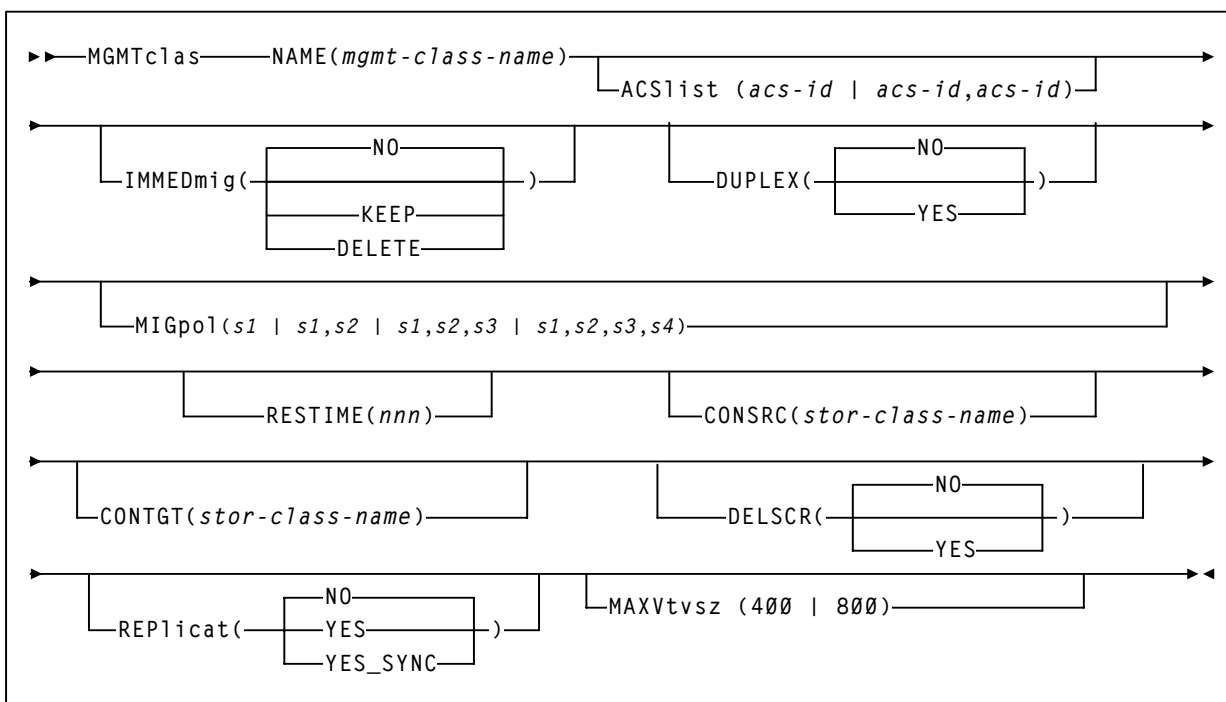 MGMTclas NAME(mgmt-class-name)
ACSlist (acs-id | acs-id,acs-id)
NO
IMMEDmig( )
KEEP
DELETE
NO
DUPLEX( )
YES
MIGpol(s1 | s1,s2 | s1,s2,s3 | s1,s2,s3,s4)
RESTIME(nnn)
CONSRC(stor-class-name)
CONTGT(stor-class-name)
NO
DELSCR( )
YES
NO
REPlicat( YES )
YES_SYNC
MAXVtvsz (4ØØ | 8ØØ)